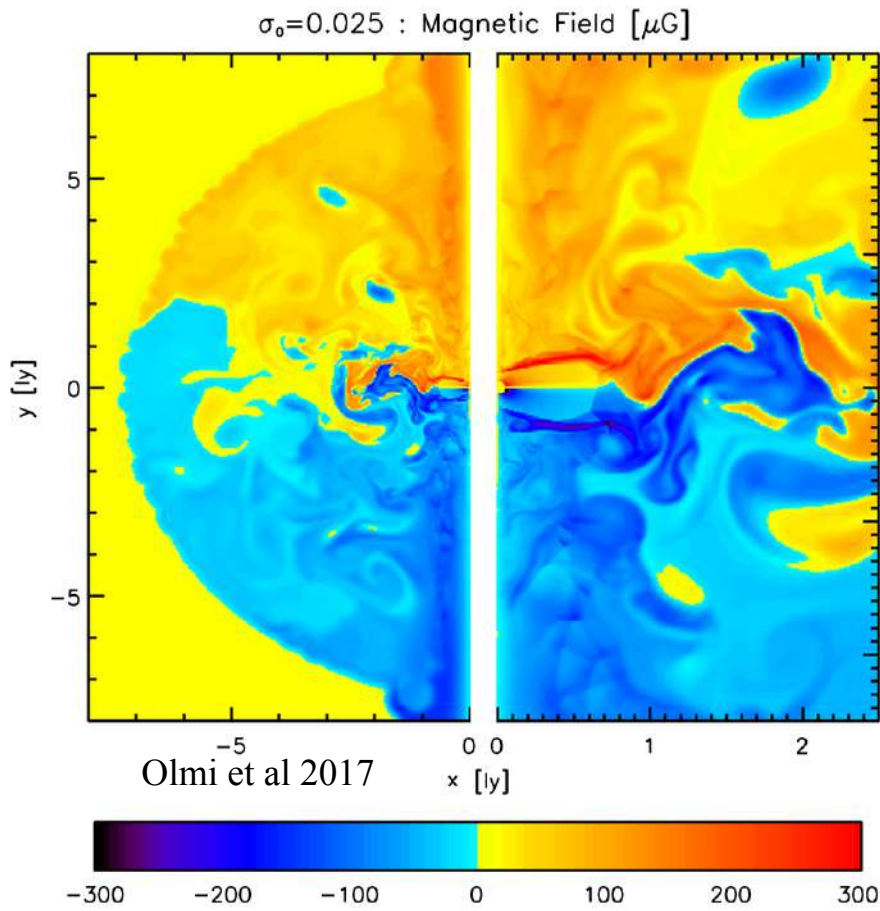 σ₀=0.025 : Magnetic Field [μG]
5
0
−5
y [ly]
−5 0 0 1 2
Olmi et al 2017
x [ly]
−300 −200 −100 0 100 200 300